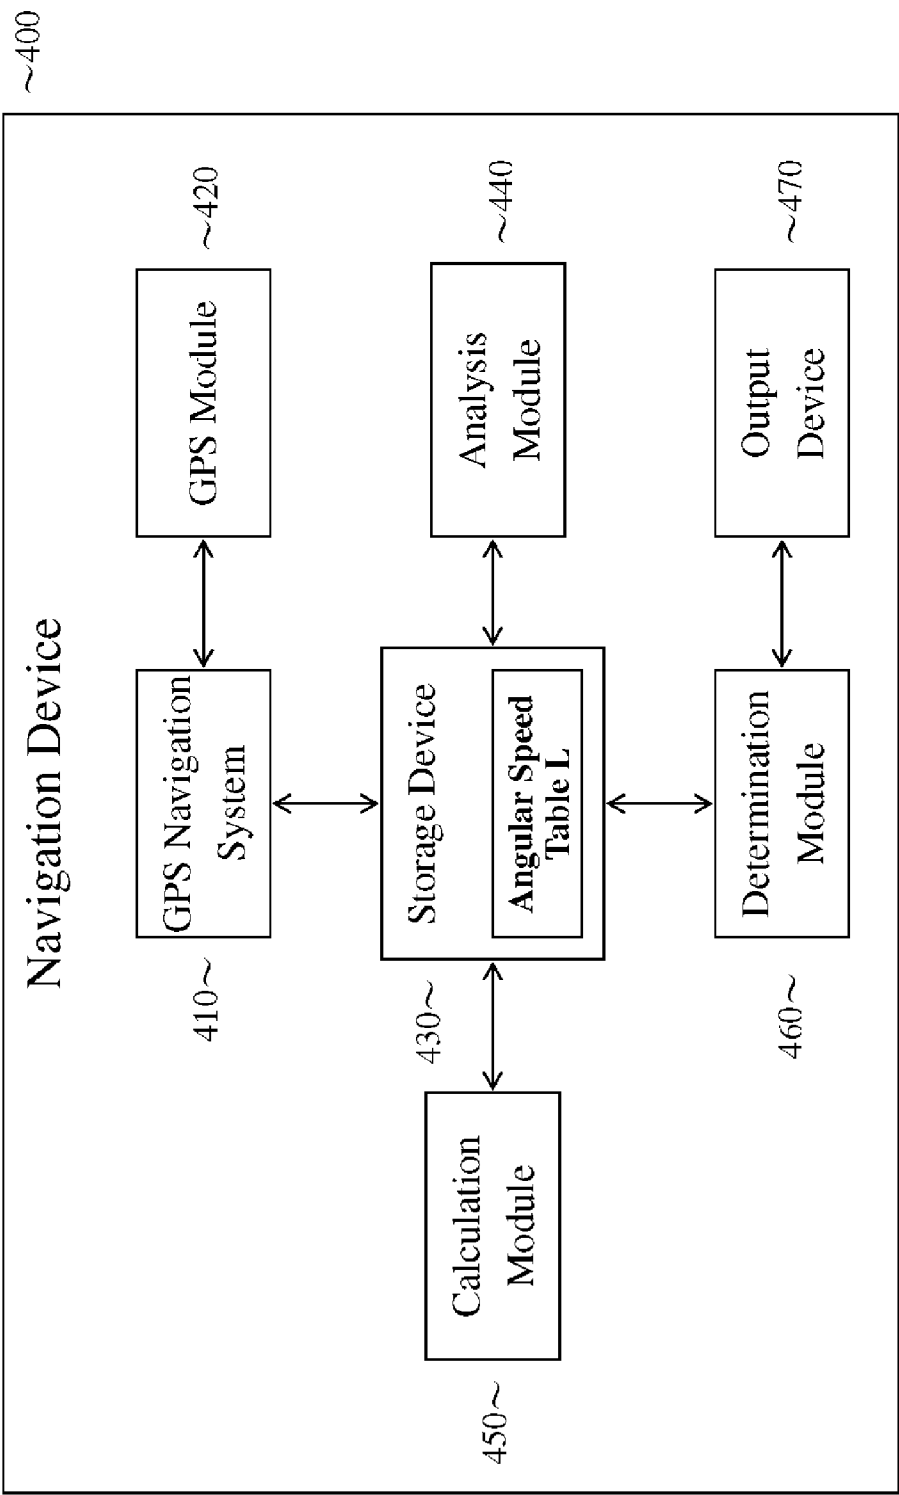 ~400
Navigation Device
410~
GPS Navigation
System
GPS Module
~420
430~
Storage Device
Angular Speed
Table L
Analysis
Module
~440
450~
Calculation
Module
460~
Determination
Module
Output
Device
~470